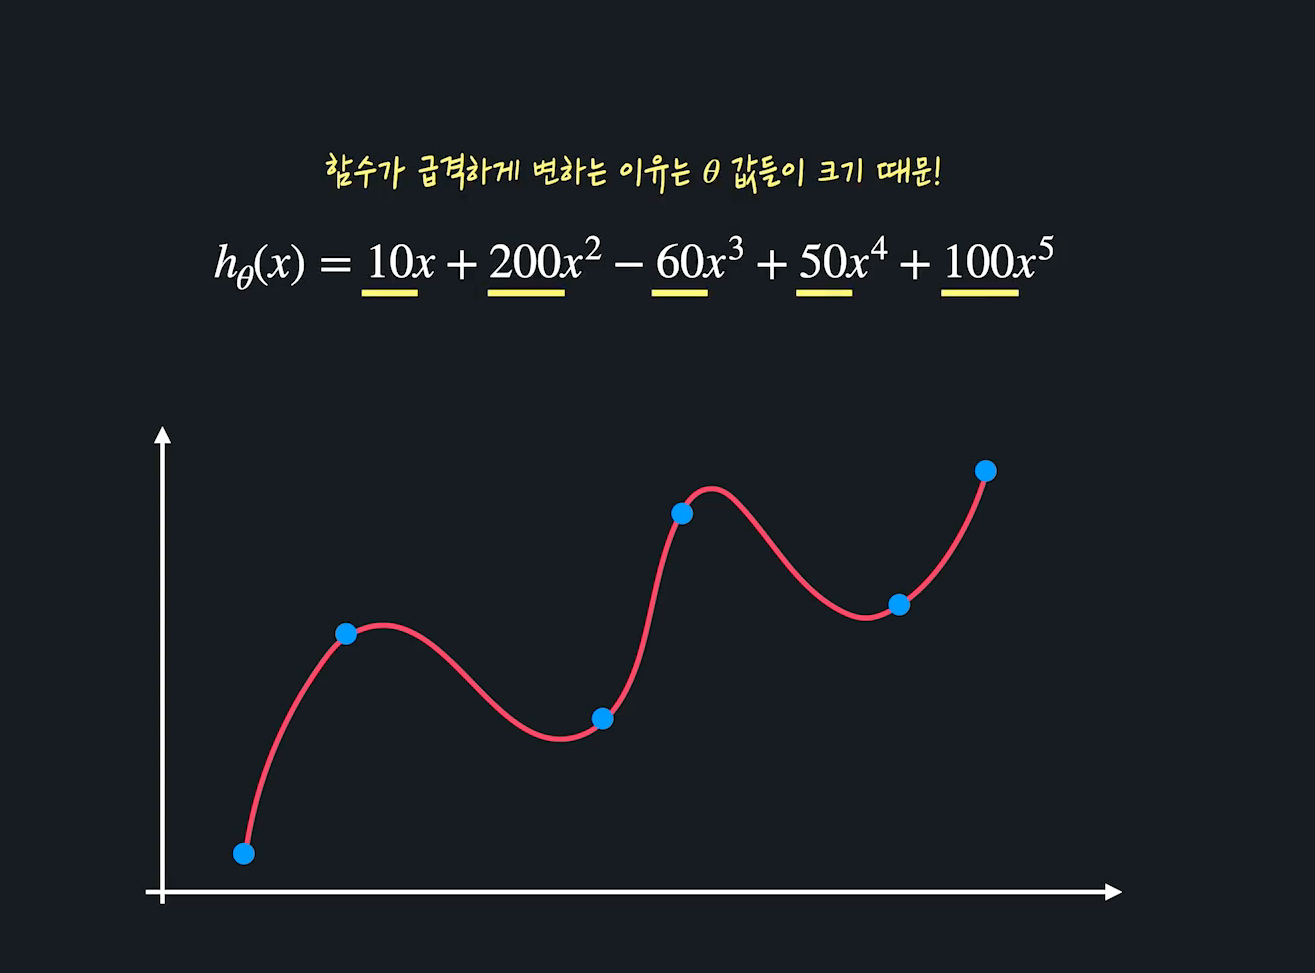 함수가 급격하게 변하는 이유는 θ 값들이 크기 때문!
hθ(x) = 10x + 200x² − 60x³ + 50x⁴ + 100x⁵